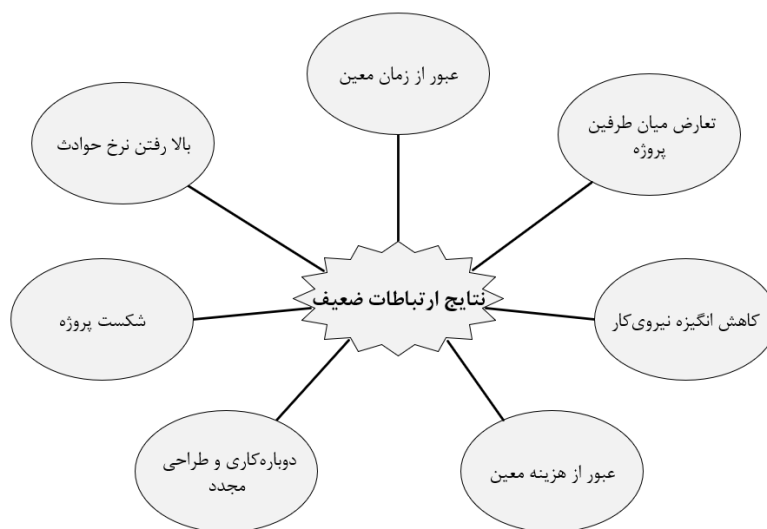 عبور از زمان معین
تعارض میان طرفین
پروژه
بالا رفتن نرخ حوادث
نتایج ارتباطات ضعیف
کاهش انگیزه نیروی‌کار
شکست پروژه
دوباره‌کاری و طراحی
مجدد
عبور از هزینه معین